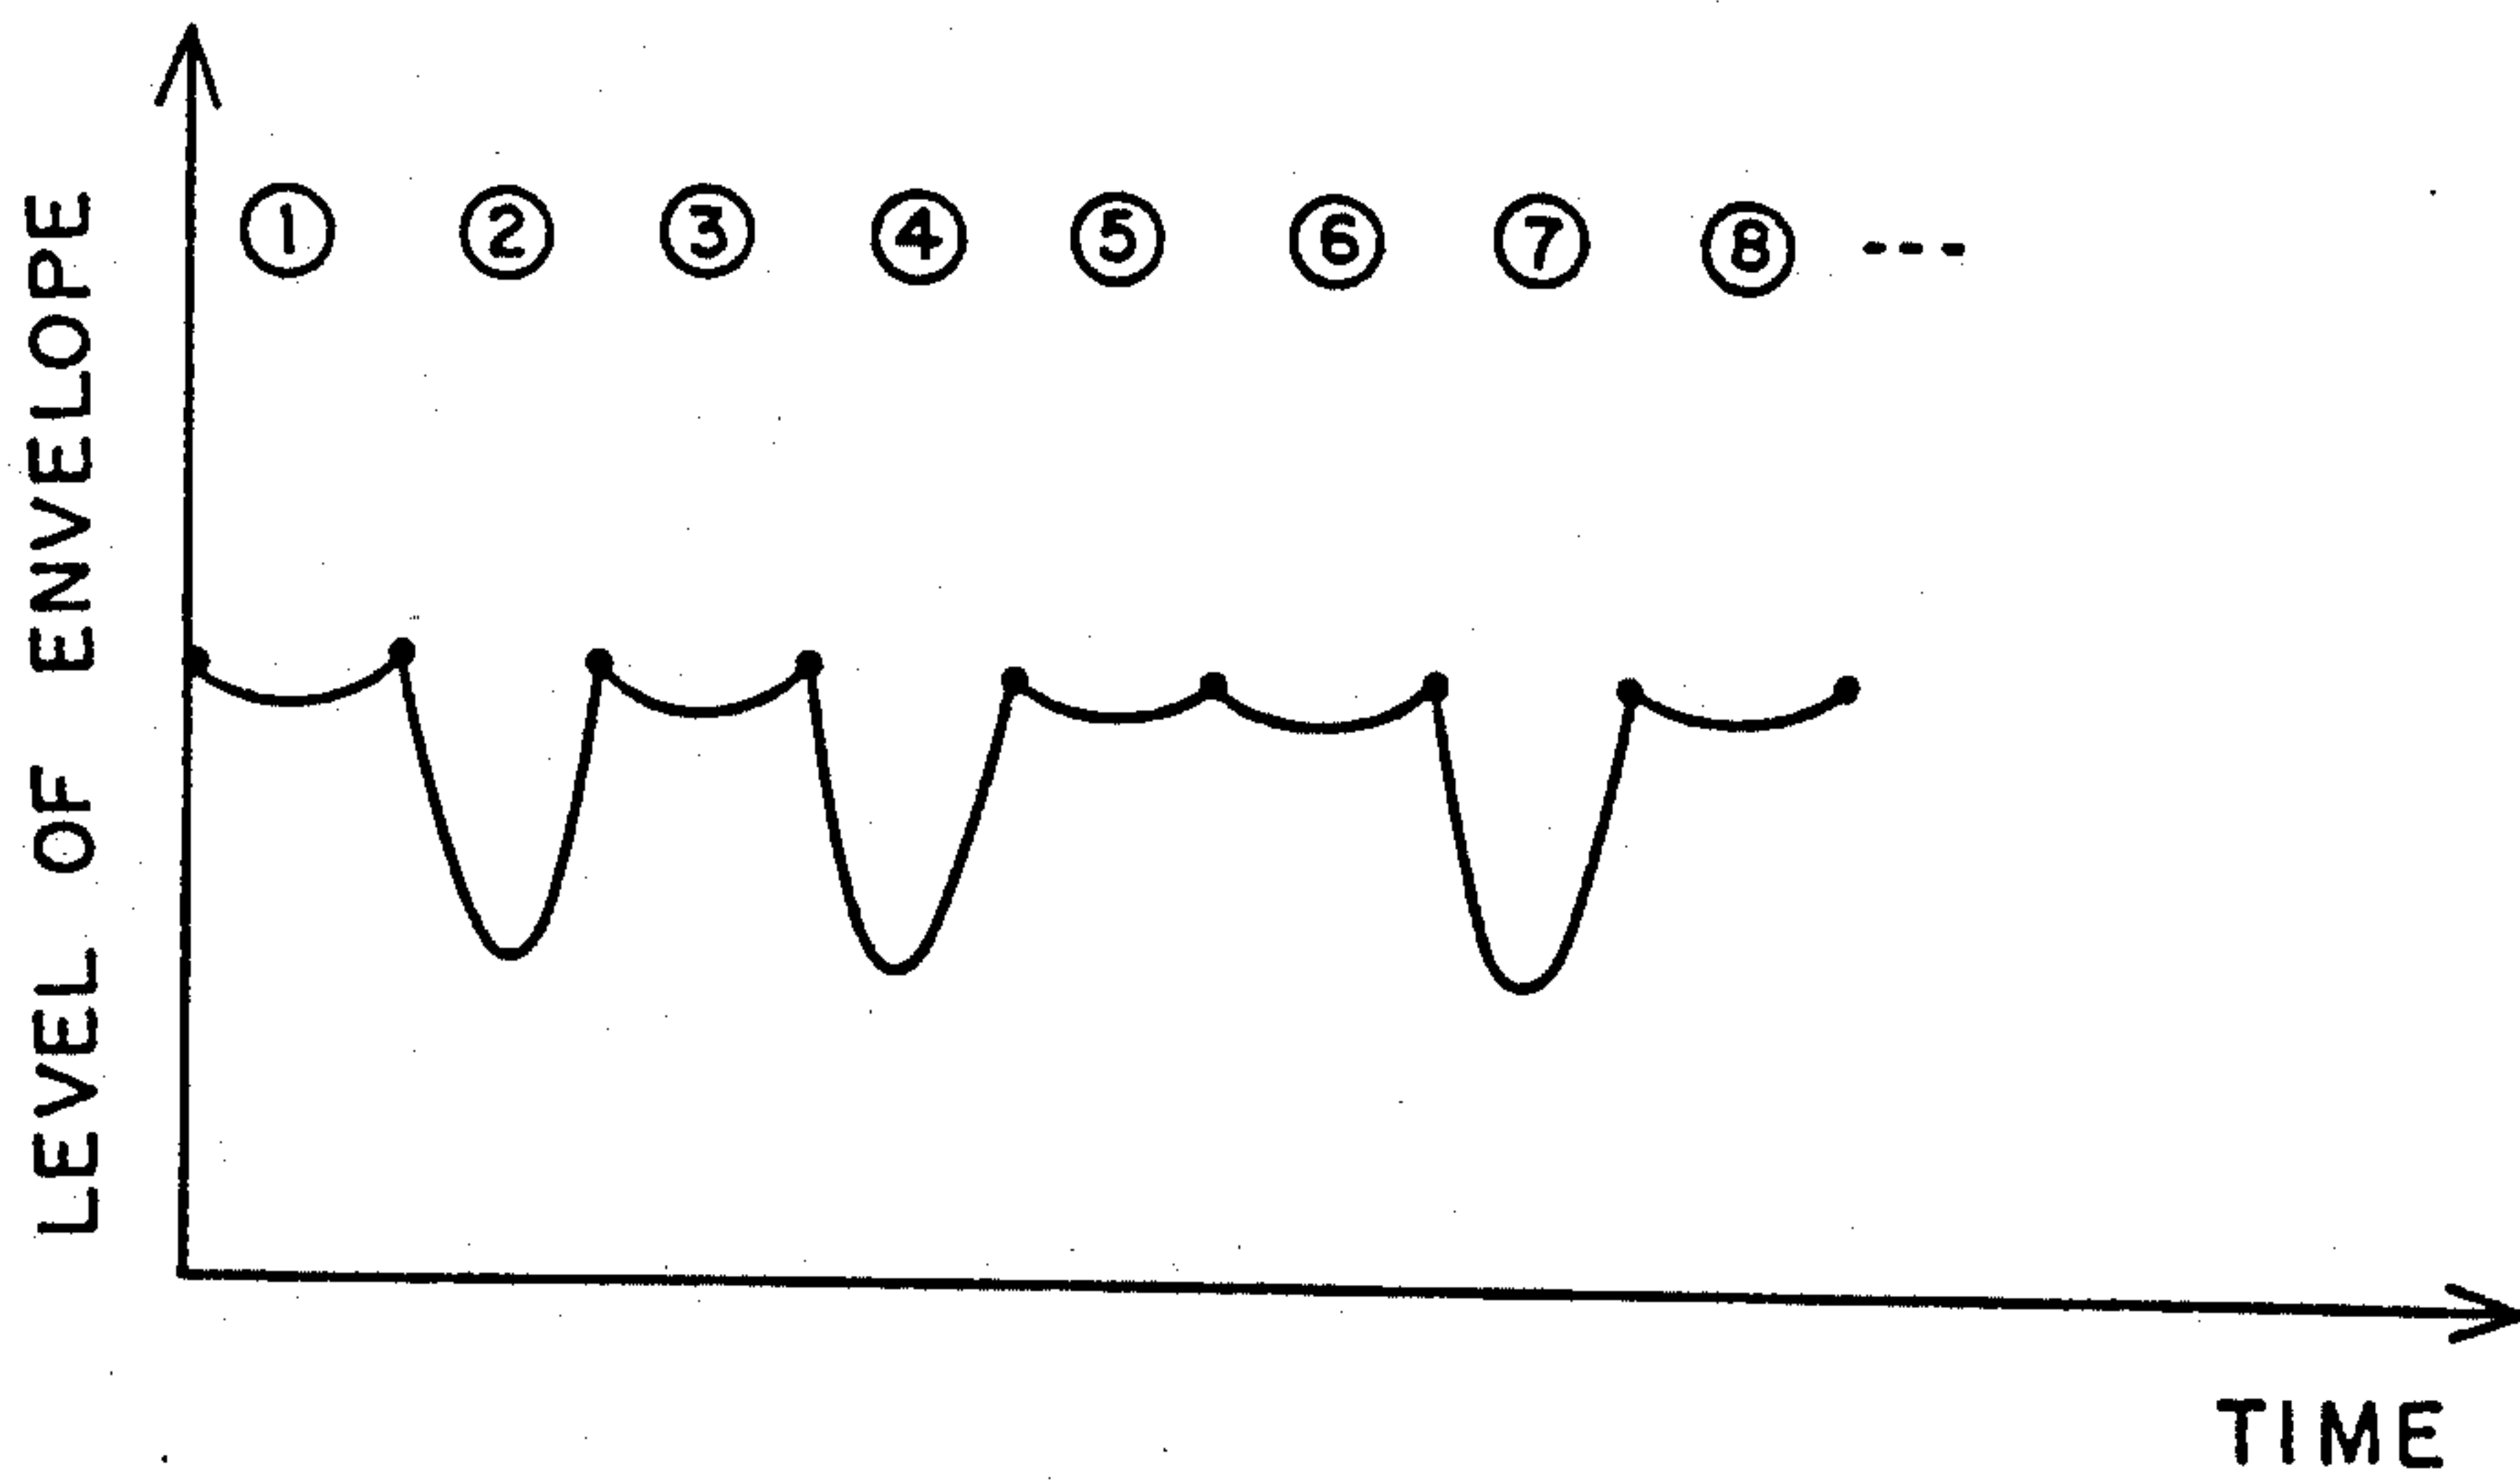 ① ② ③ ④ ⑤ ⑥ ⑦ ⑧ ---
LEVEL OF ENVELOPE
TIME